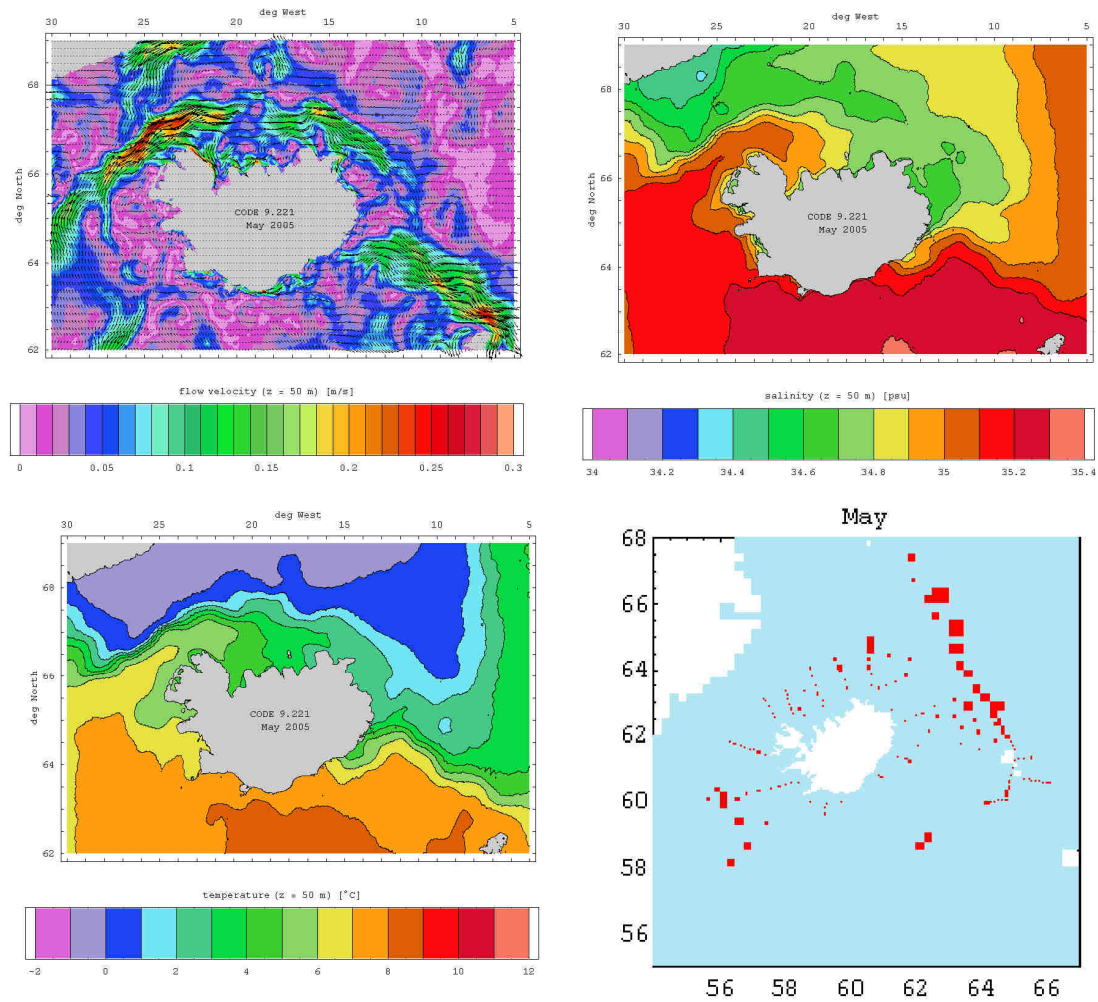 deg West
30 25 20 15 10 5
68
66
64
62
deg North
CODE 9.221
May 2005
flow velocity (z = 50 m) [m/s]
0 0.05 0.1 0.15 0.2 0.25 0.3
deg West
30 25 20 15 10 5
68
66
64
62
deg North
CODE 9.221
May 2005
salinity (z = 50 m) [psu]
34 34.2 34.4 34.6 34.8 35 35.2 35.4
deg West
30 25 20 15 10 5
68
66
64
62
deg North
CODE 9.221
May 2005
temperature (z = 50 m) [°C]
-2 0 2 4 6 8 10 12
May
68
66
64
62
60
58
56
56 58 60 62 64 66